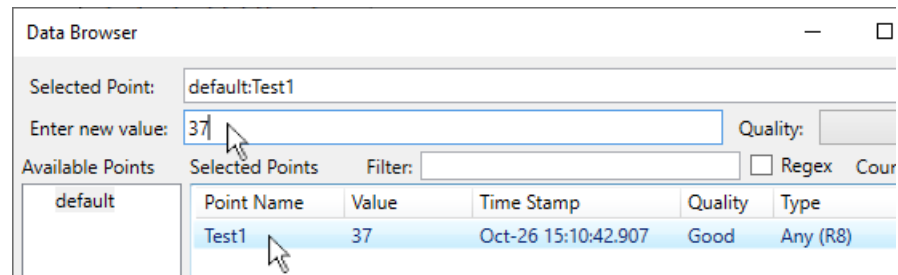 Data Browser
Selected Point: default:Test1
Enter new value: 37 Quality:
Available Points Selected Points Filter: Regex
default Point Name Value Time Stamp Quality Type
Test1 37 Oct-26 15:10:42.907 Good Any (R8)